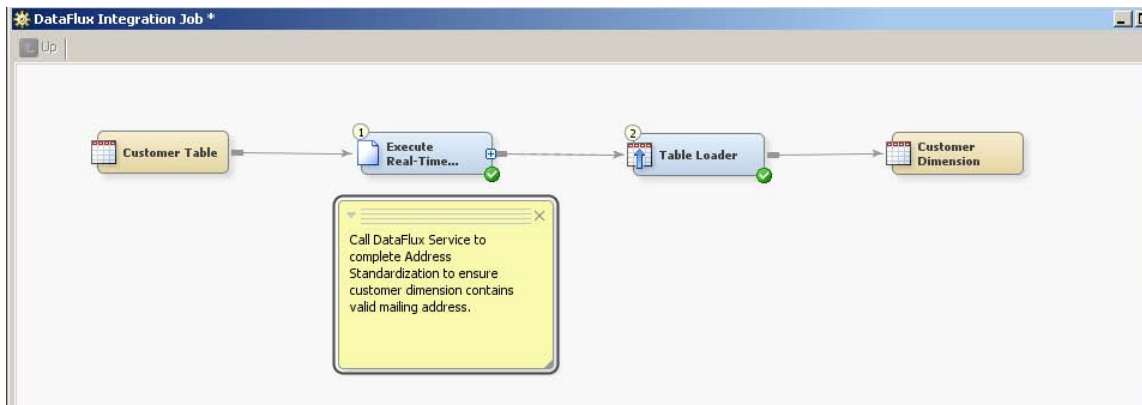 DataFlux Integration Job *
Up
1
2
Customer Table
Execute
Real-Time...
Table Loader
Customer
Dimension
Call DataFlux Service to
complete Address
Standardization to ensure
customer dimension contains
valid mailing address.